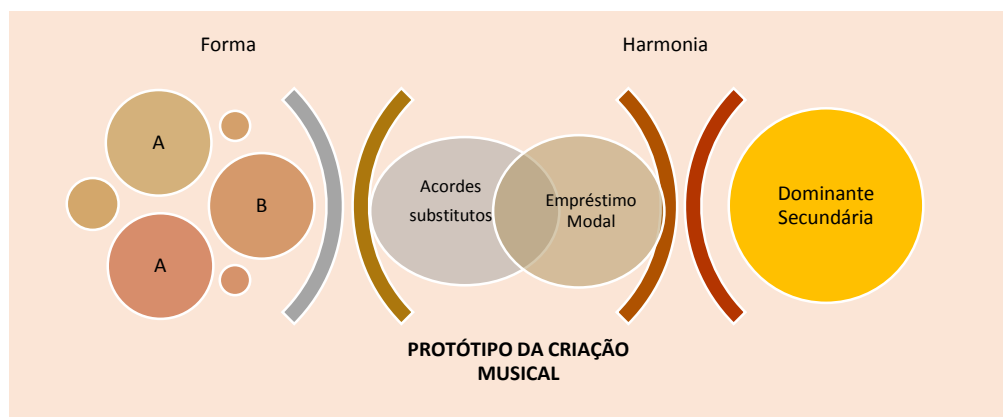 Forma
Harmonia
A
B
A
Acordes
substitutos
Empréstimo
Modal
Dominante
Secundária
PROTÓTIPO DA CRIAÇÃO
MUSICAL